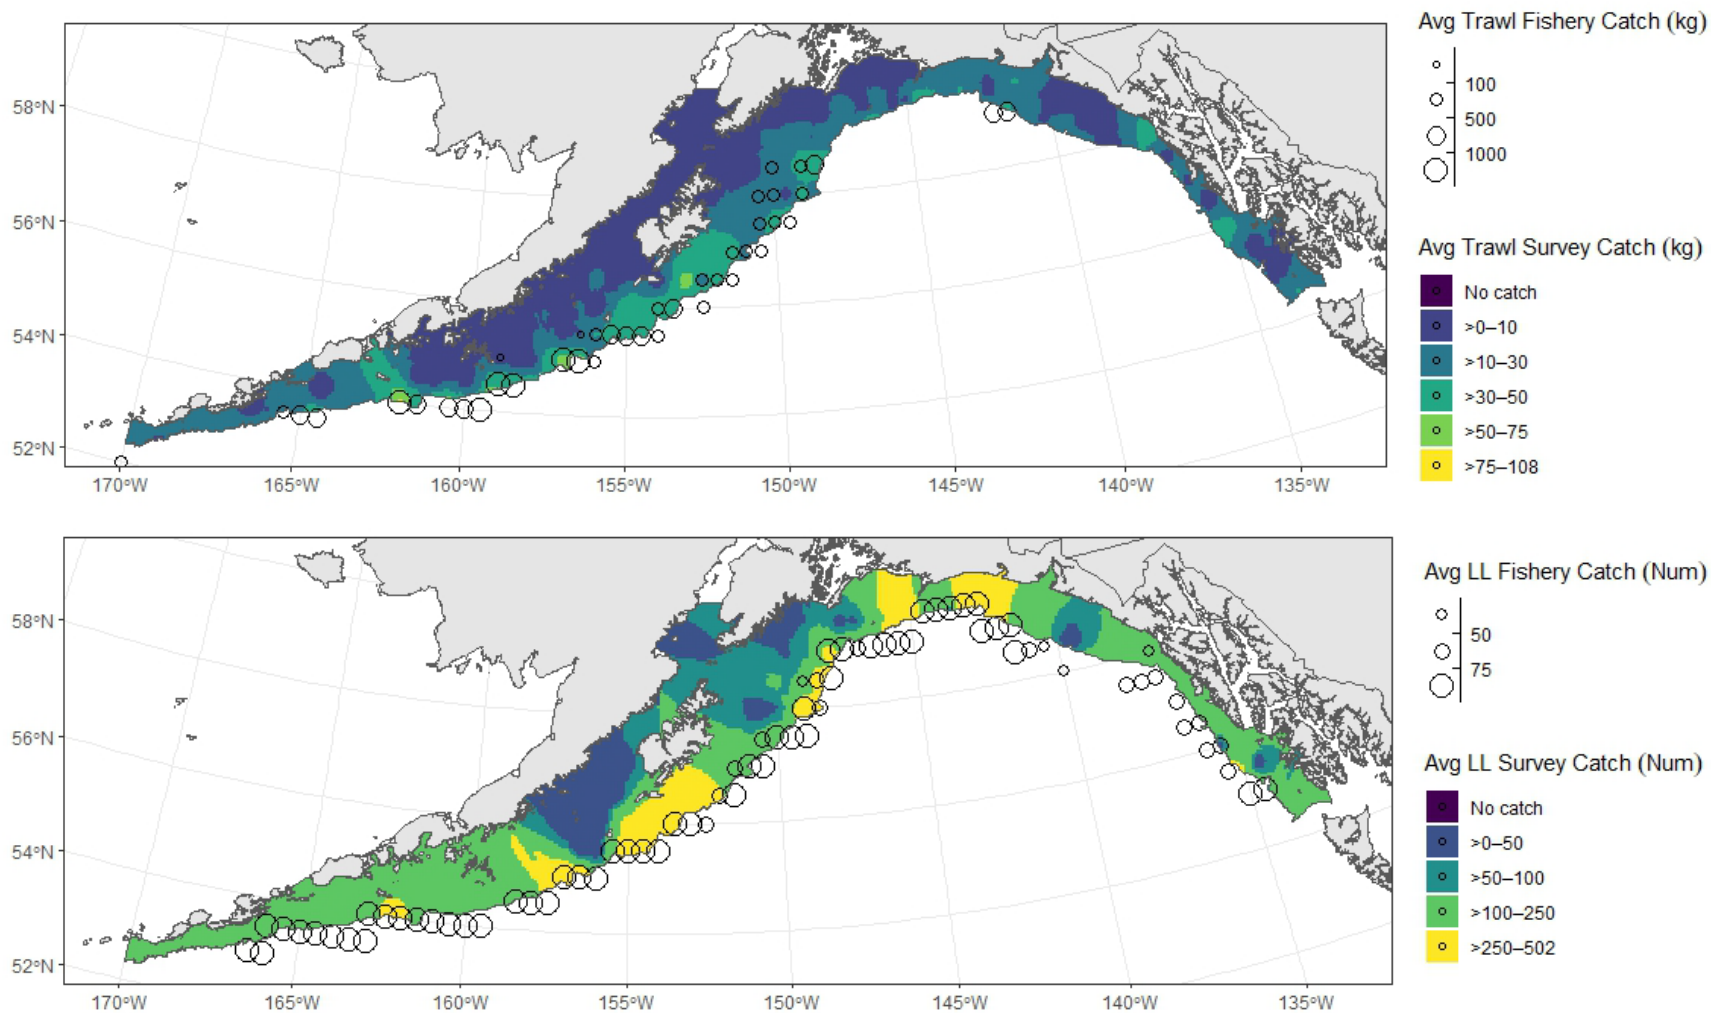 Avg Trawl Fishery Catch (kg)
100
500
1000
Avg Trawl Survey Catch (kg)
No catch
>0–10
>10–30
>30–50
>50–75
>75–108
58°N
56°N
54°N
52°N
170°W 165°W 160°W 155°W 150°W 145°W 140°W 135°W
Avg LL Fishery Catch (Num)
50
75
Avg LL Survey Catch (Num)
No catch
>0–50
>50–100
>100–250
>250–502
58°N
56°N
54°N
52°N
170°W 165°W 160°W 155°W 150°W 145°W 140°W 135°W